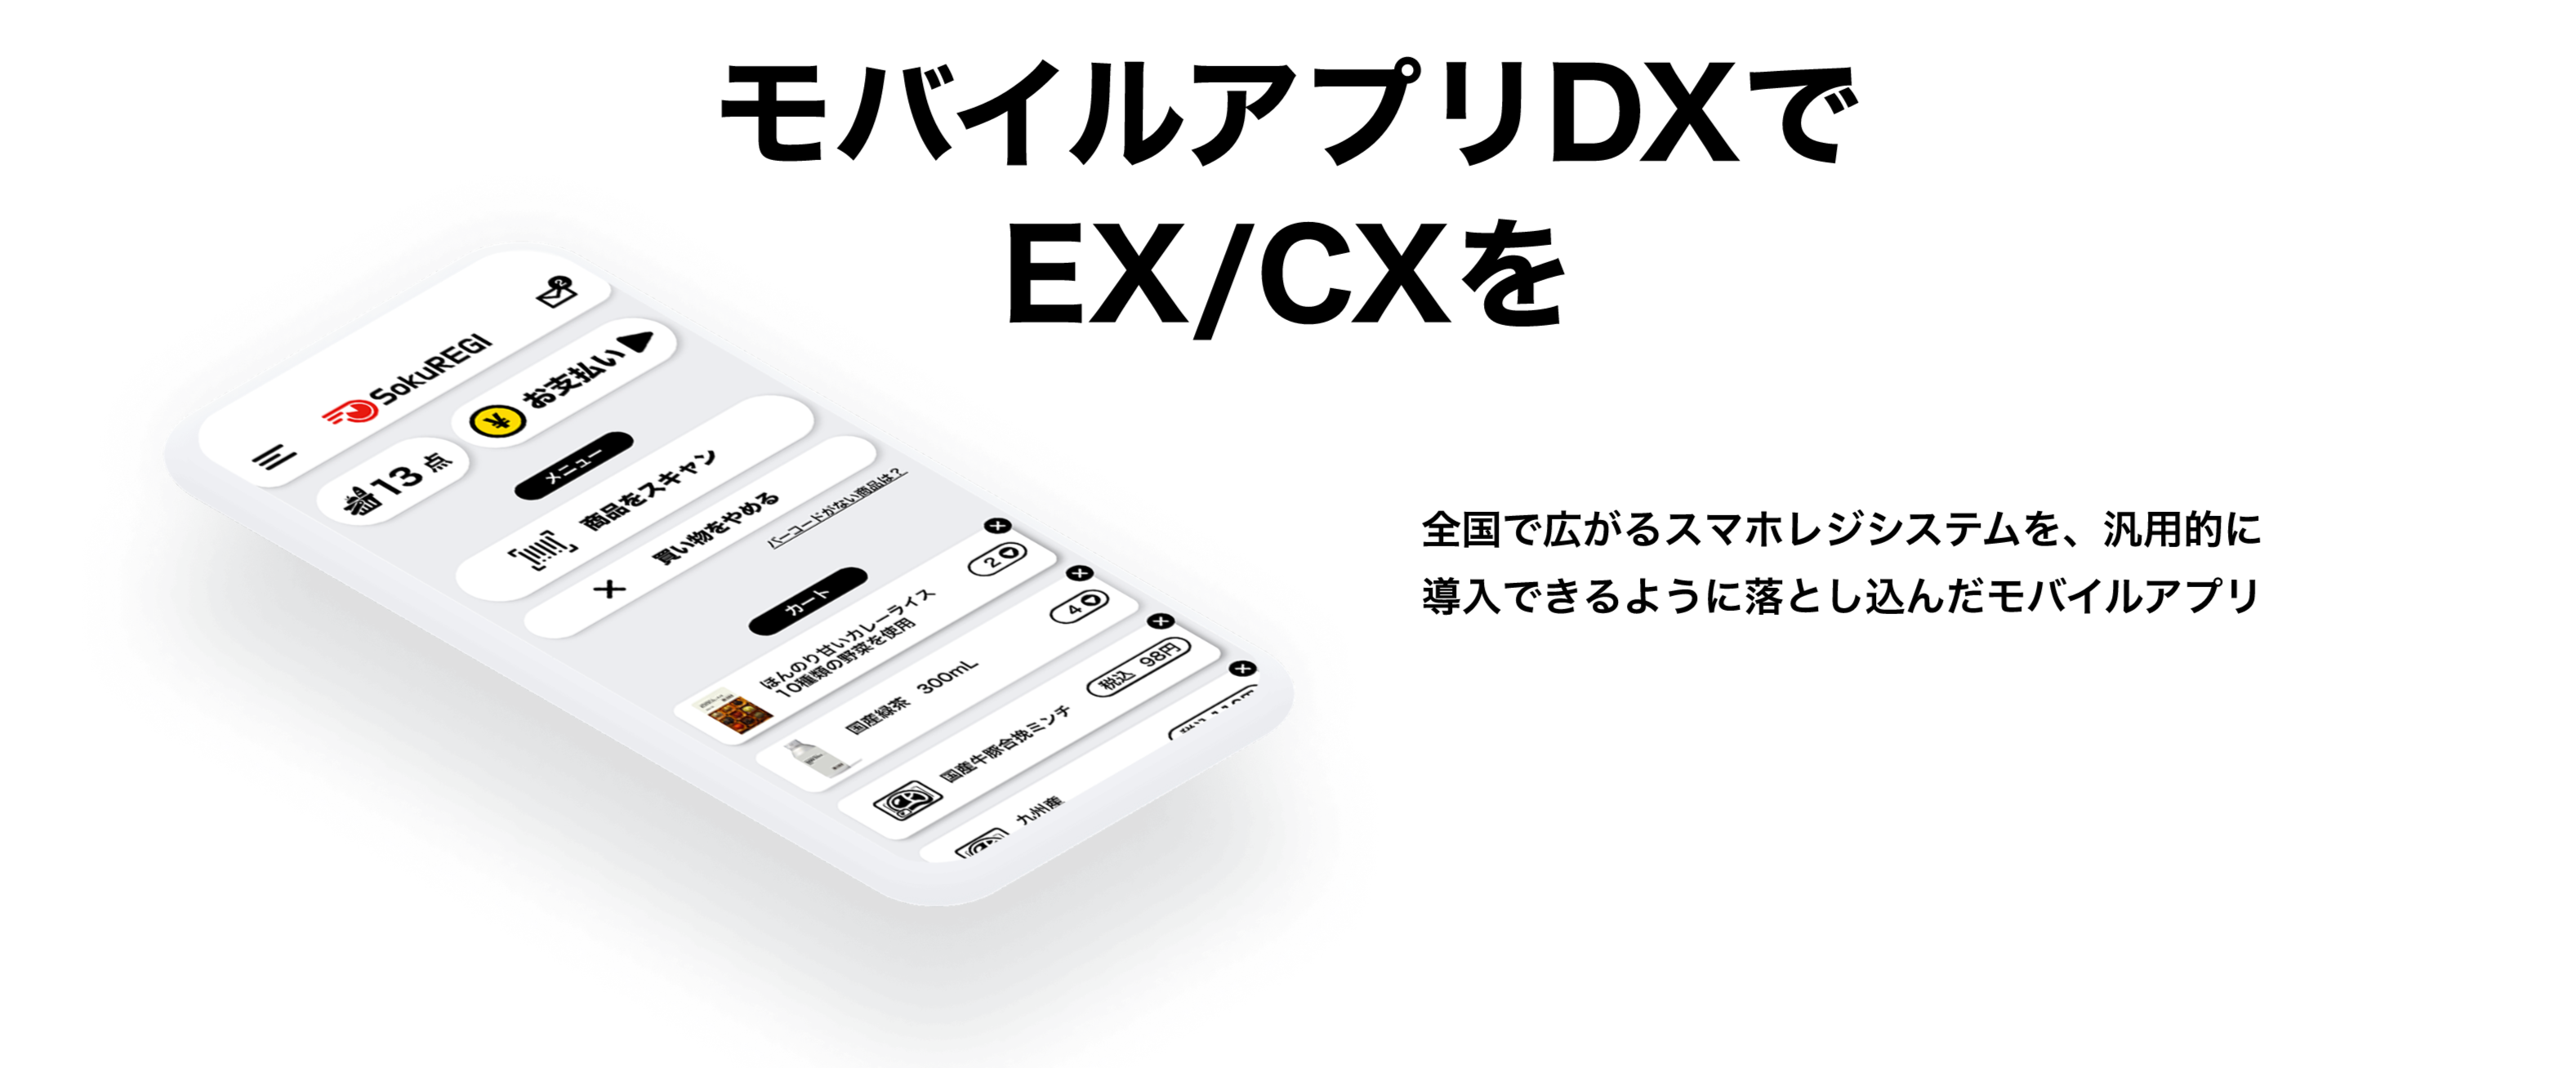 モバイルアプリDXで
EX/CXを
2
SokuREGI
13点
お支払い
メニュー
商品をスキャン
買い物をやめる
バーコードがない商品は？
カート
ほんのり甘いカレーライス
10種類の野菜を使用
2
国産緑茶 300mL
4
国産牛豚合挽ミンチ
税込 98円
九州産
全国で広がるスマホレジシステムを、汎用的に
導入できるように落とし込んだモバイルアプリ